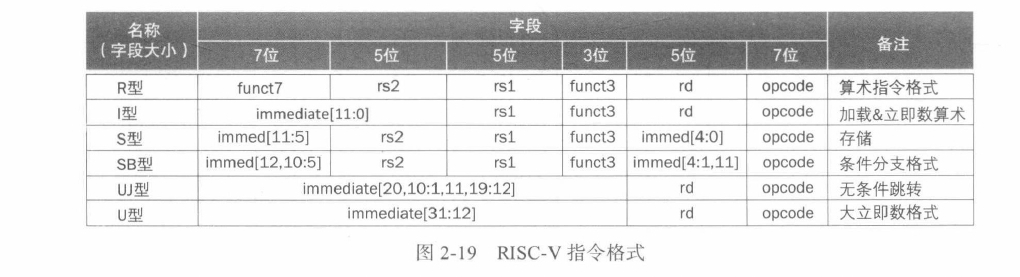 名称
(字段大小)
字段
备注
7位 5位 5位 3位 5位 7位
R型 funct7 rs2 rs1 funct3 rd opcode 算术指令格式
I型 immediate[11:0] rs1 funct3 rd opcode 加载&立即数算术
S型 immed[11:5] rs2 rs1 funct3 immed[4:0] opcode 存储
SB型 immed[12,10:5] rs2 rs1 funct3 immed[4:1,11] opcode 条件分支格式
UJ型 immediate[20,10:1,11,19:12] rd opcode 无条件跳转
U型 immediate[31:12] rd opcode 大立即数格式
图 2-19 RISC-V 指令格式